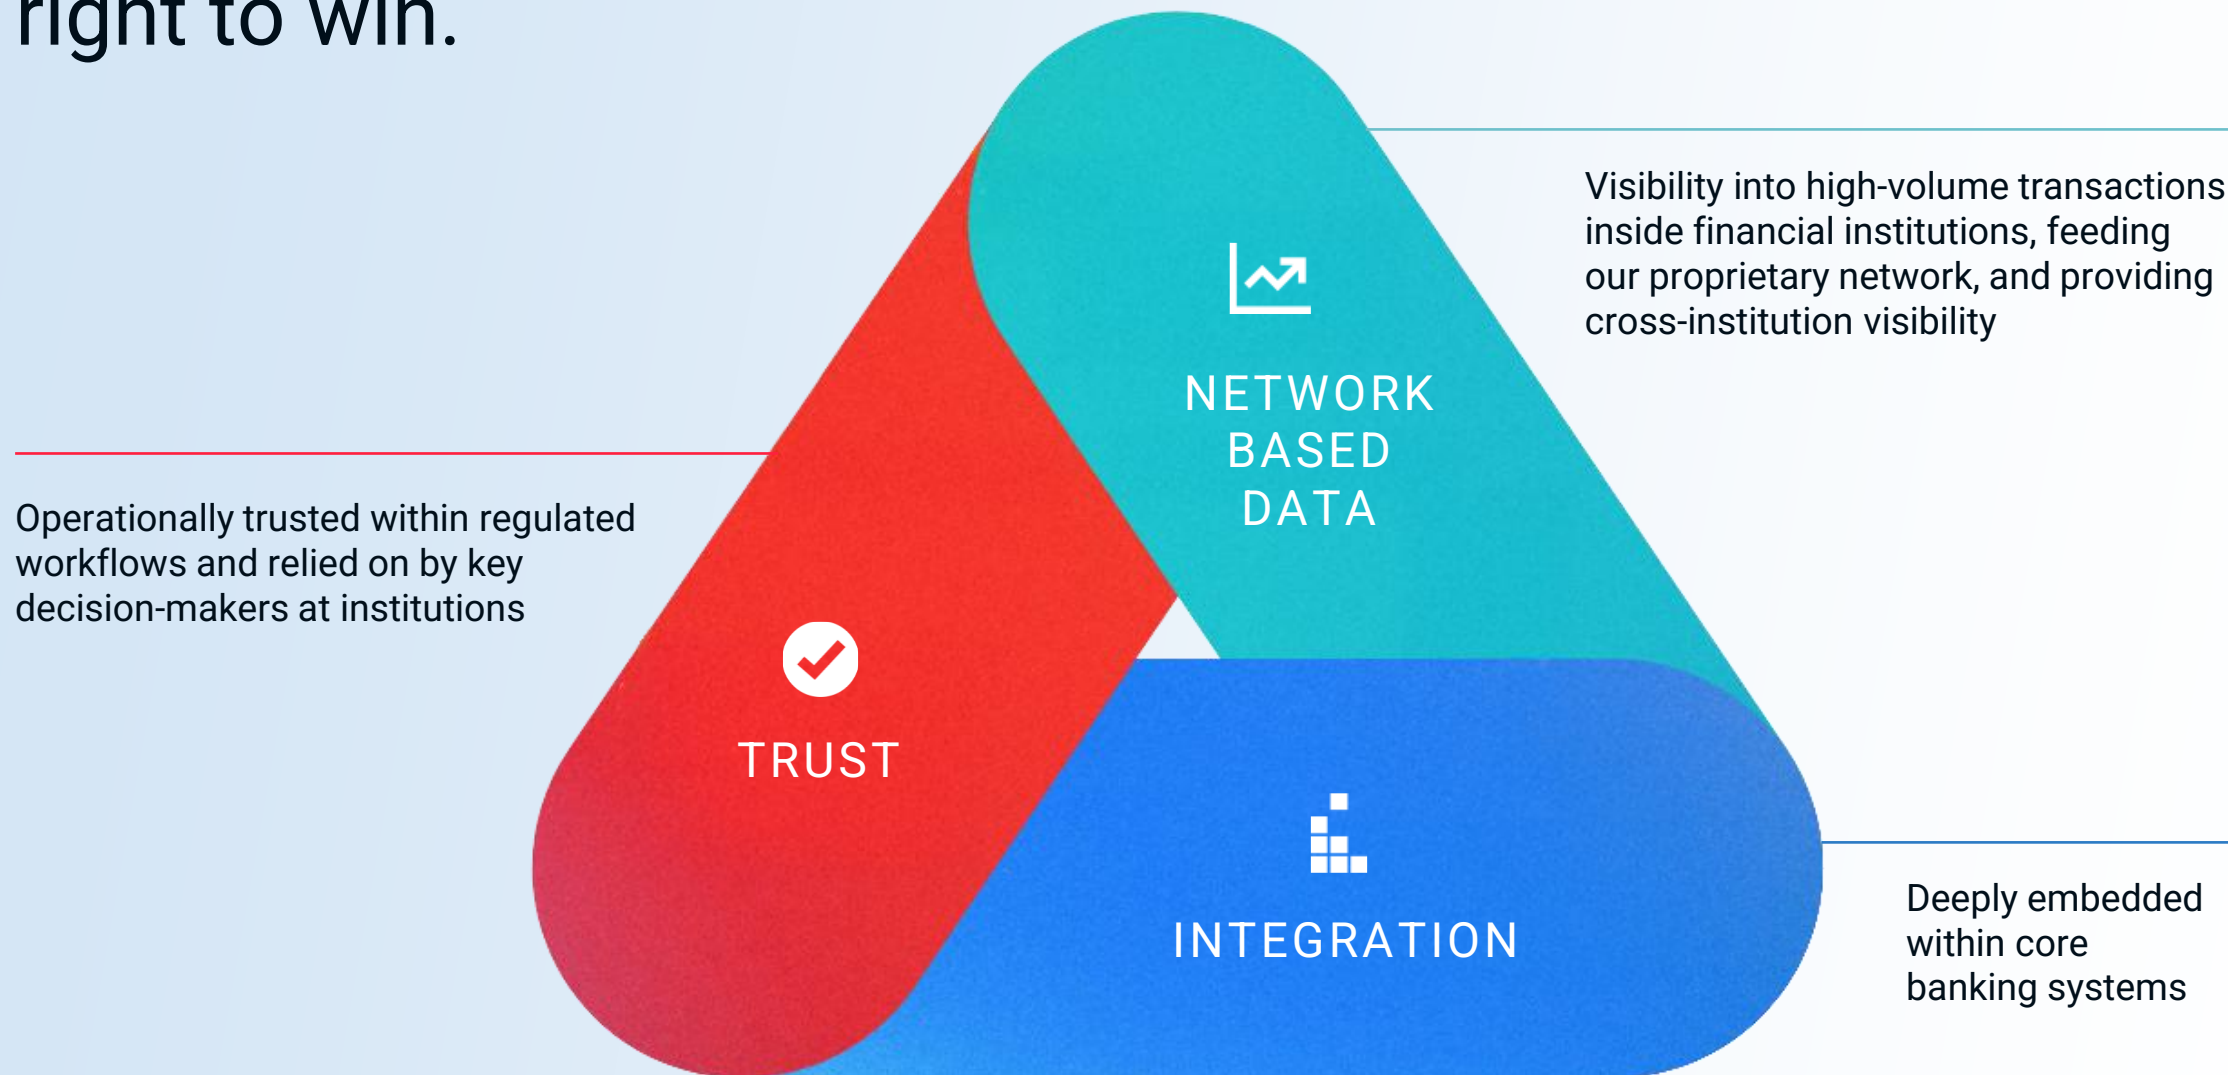 right to win.
Visibility into high-volume transactions
inside financial institutions, feeding
our proprietary network, and providing
cross-institution visibility
NETWORK
BASED
DATA
Operationally trusted within regulated
workflows and relied on by key
decision-makers at institutions
TRUST
INTEGRATION
Deeply embedded
within core
banking systems